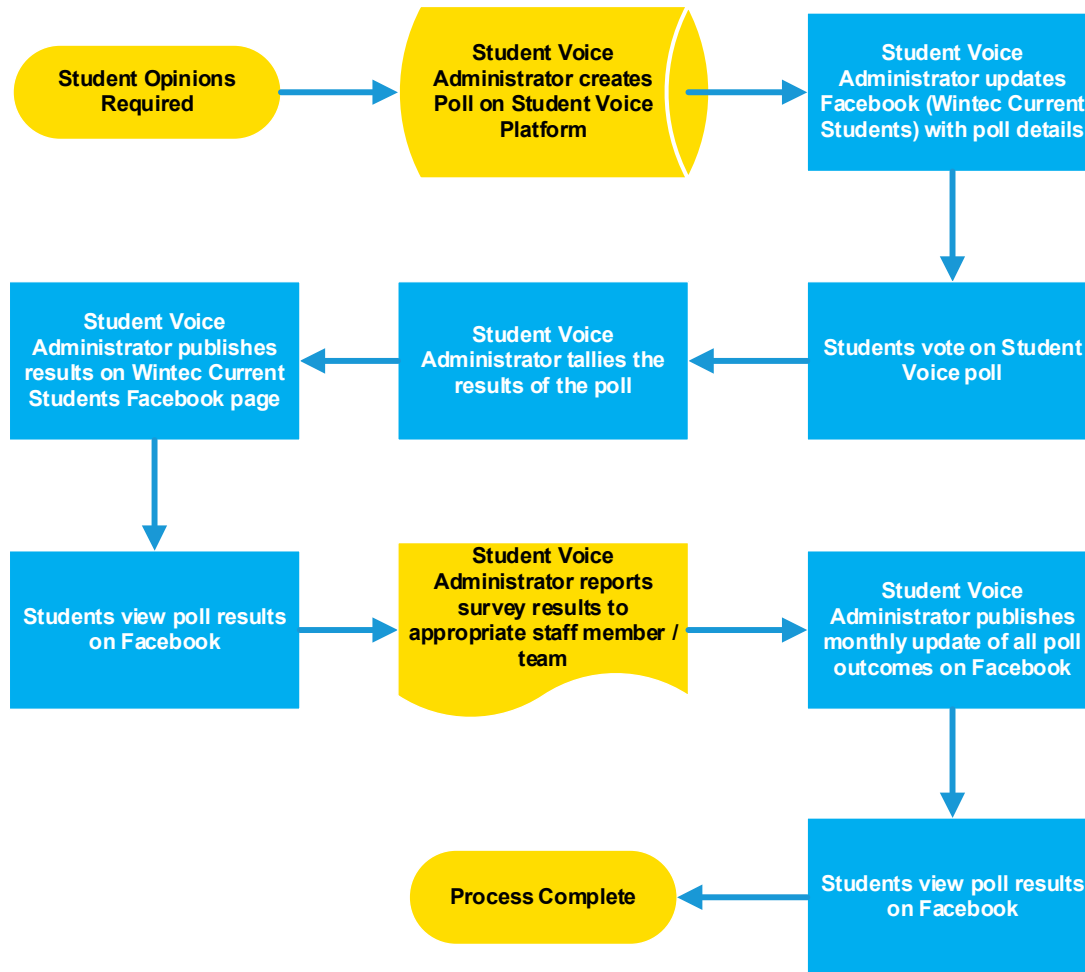 Student Opinions
Required
Student Voice
Administrator creates
Poll on Student Voice
Platform
Student Voice
Administrator updates
Facebook (Wintec Current
Students) with poll details
Students vote on Student
Voice poll
Student Voice
Administrator tallies the
results of the poll
Student Voice
Administrator publishes
results on Wintec Current
Students Facebook page
Students view poll results
on Facebook
Student Voice
Administrator reports
survey results to
appropriate staff member /
team
Student Voice
Administrator publishes
monthly update of all poll
outcomes on Facebook
Students view poll results
on Facebook
Process Complete